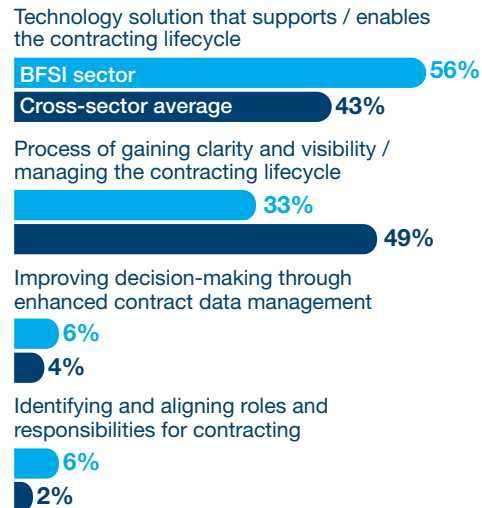 Technology solution that supports / enables
the contracting lifecycle
BFSI sector
56%
Cross-sector average
43%
Process of gaining clarity and visibility /
managing the contracting lifecycle
33%
49%
Improving decision-making through
enhanced contract data management
6%
4%
Identifying and aligning roles and
responsibilities for contracting
6%
2%